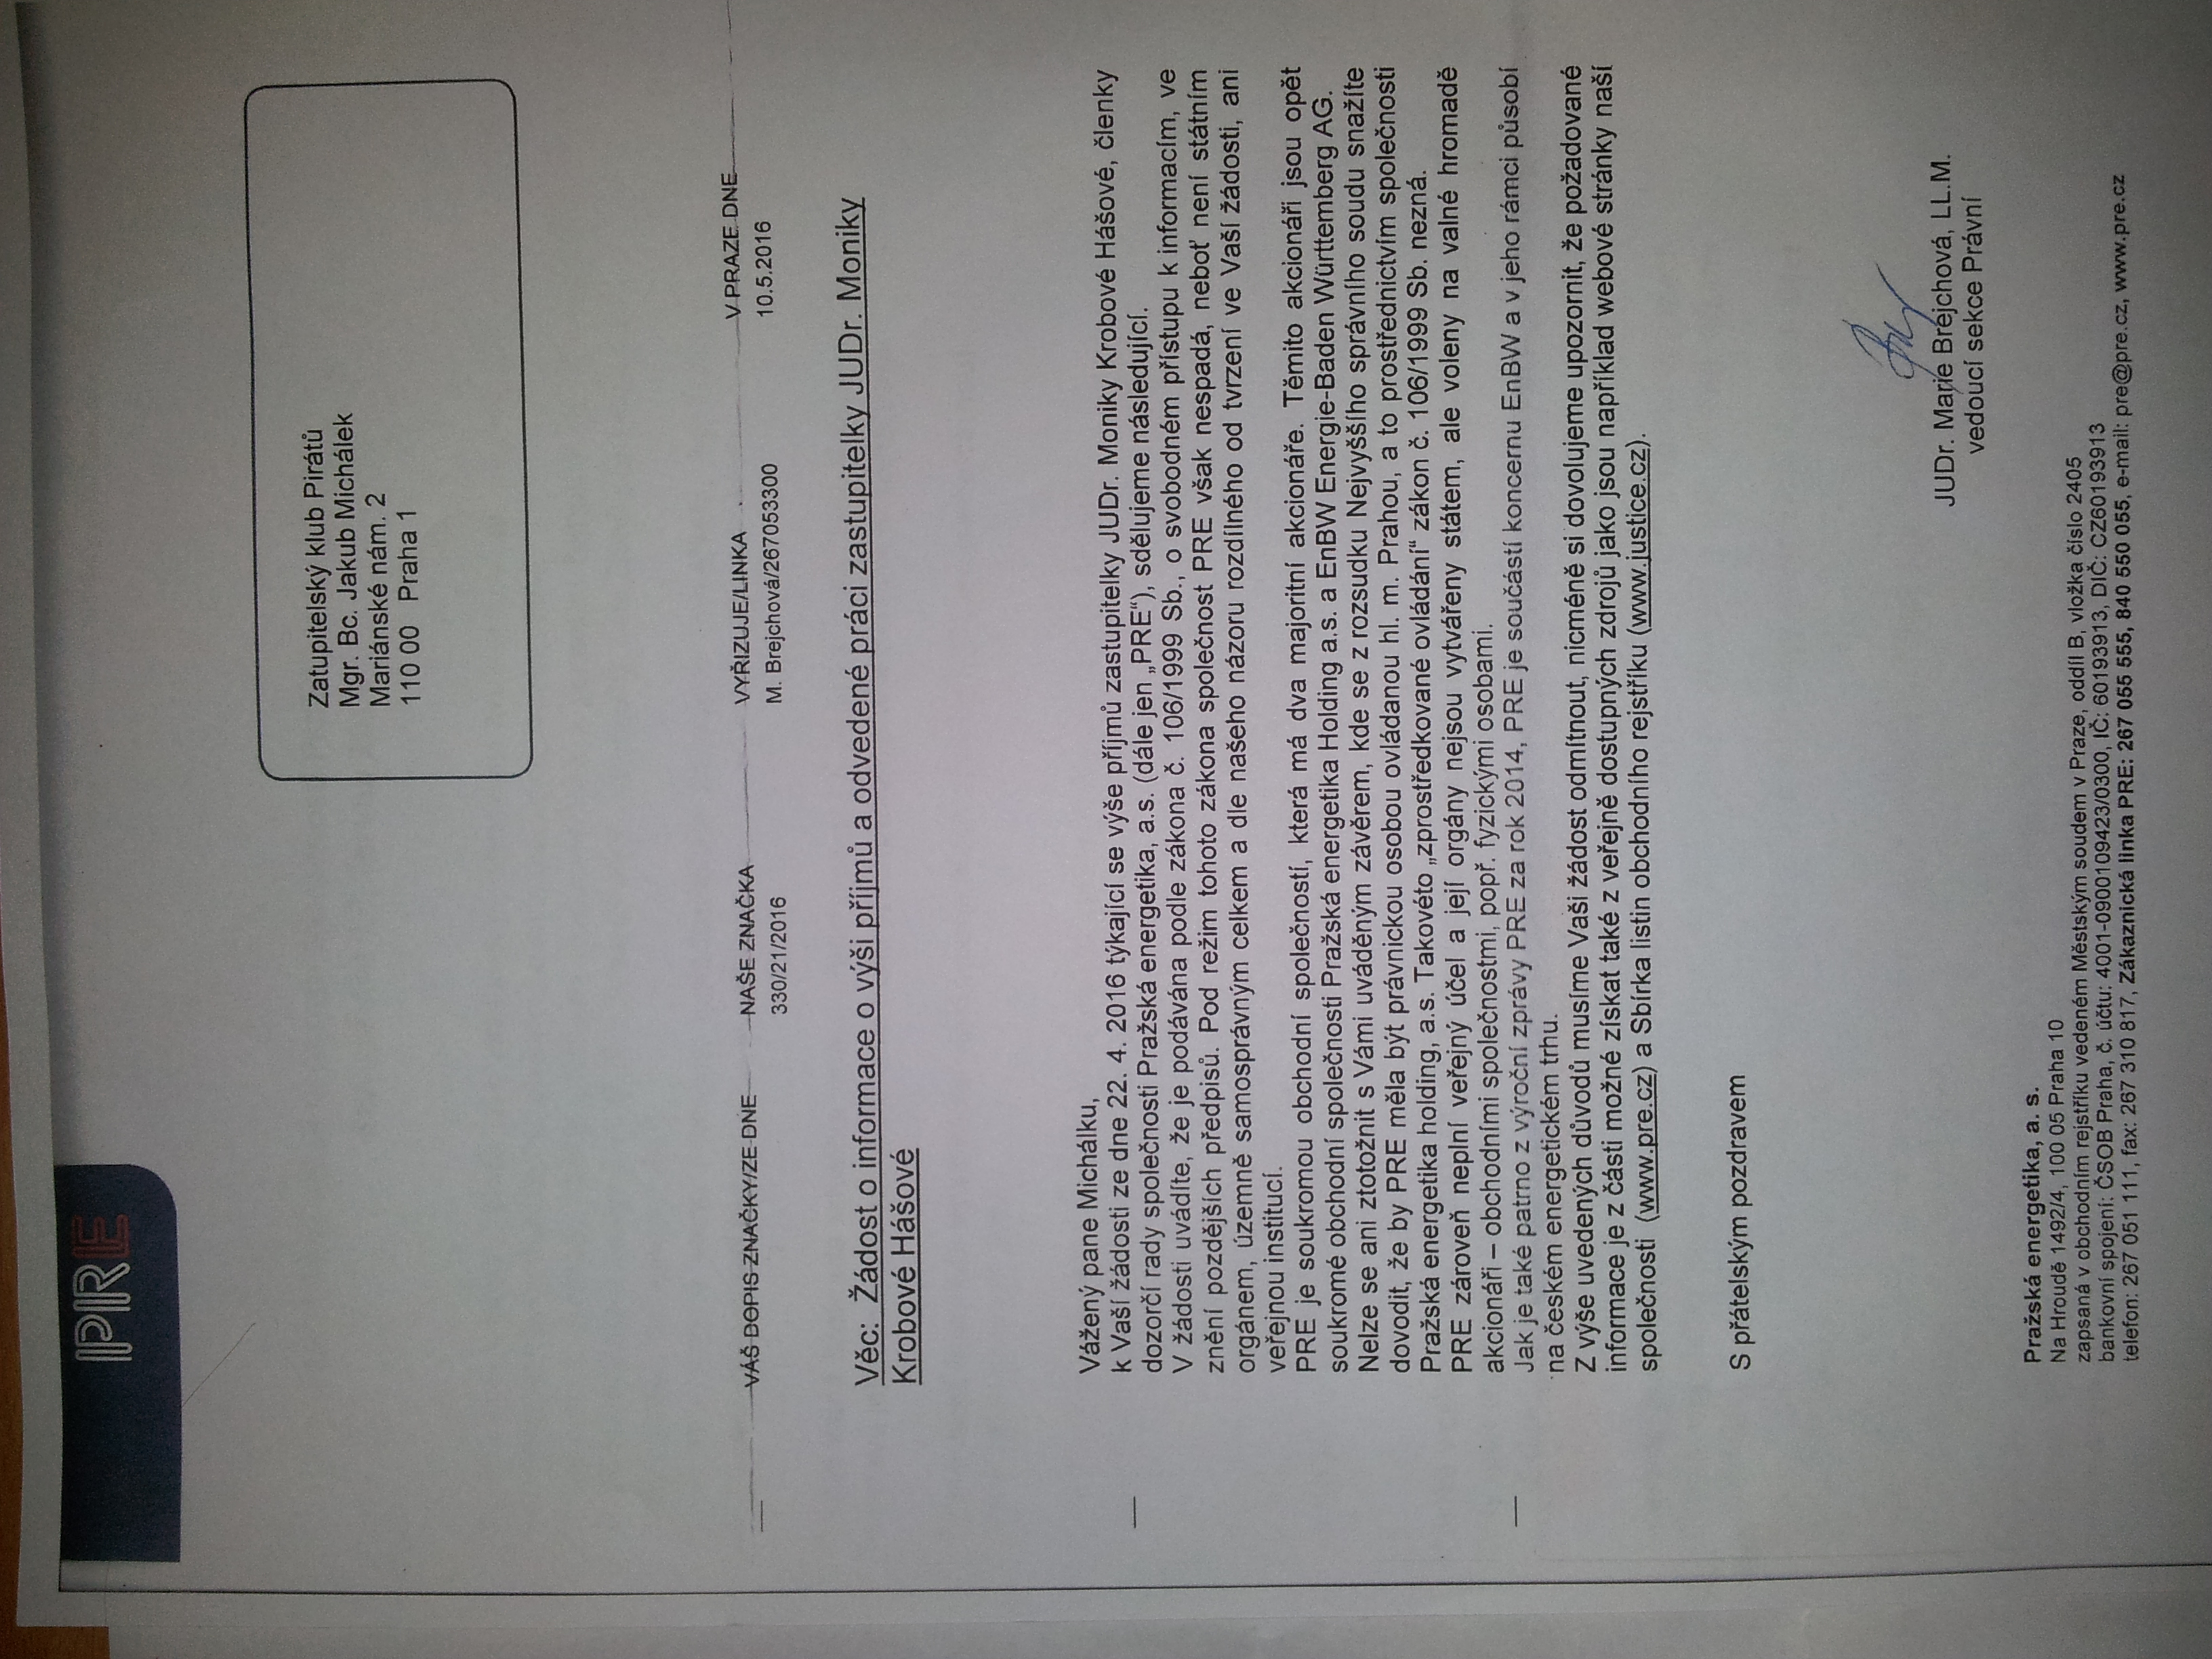 PRE
Zatupitelský klub Pirátů
Mgr. Bc. Jakub Michálek
Mariánské nám. 2
110 00 Praha 1
VÁŠ DOPIS ZNAČKY/ZE DNE NAŠE ZNAČKA VYŘIZUJE/LINKA V PRAZE DNE
330/21/2016 M. Brejchová/267053300 10.5.2016
Věc: Žádost o informace o výši příjmů a odvedené práci zastupitelky JUDr. Moniky
Krobové Hášové
Vážený pane Michálku,
k Vaší žádosti ze dne 22. 4. 2016 týkající se výše příjmů zastupitelky JUDr. Moniky Krobové Hášové, členky
dozorčí rady společnosti Pražská energetika, a.s. (dále jen „PRE“), sdělujeme následující.
V žádosti uvádíte, že je podávána podle zákona č. 106/1999 Sb., o svobodném přístupu k informacím, ve
znění pozdějších předpisů. Pod režim tohoto zákona společnost PRE však nespadá, neboť není státním
orgánem, územně samosprávným celkem a dle našeho názoru rozdílného od tvrzení ve Vaší žádosti, ani
veřejnou institucí.
PRE je soukromou obchodní společností, která má dva majoritní akcionáře. Těmito akcionáři jsou opět
soukromé obchodní společnosti Pražská energetika Holding a.s. a EnBW Energie-Baden Württemberg AG.
Nelze se ani ztotožnit s Vámi uváděným závěrem, kde se z rozsudku Nejvyššího správního soudu snažíte
dovodit, že by PRE měla být právnickou osobou ovládanou hl. m. Prahou, a to prostřednictvím společnosti
Pražská energetika holding, a.s. Takovéto „zprostředkované ovládání“ zákon č. 106/1999 Sb. nezná.
PRE zároveň neplní veřejný účel a její orgány nejsou vytvářeny státem, ale voleny na valné hromadě
akcionáři – obchodními společnostmi, popř. fyzickými osobami.
Jak je také patrno z výroční zprávy PRE za rok 2014, PRE je součástí koncernu EnBW a v jeho rámci působí
na českém energetickém trhu.
Z výše uvedených důvodů musíme Vaši žádost odmítnout, nicméně si dovolujeme upozornit, že požadované
informace je z části možné získat také z veřejně dostupných zdrojů jako jsou například webové stránky naší
společnosti (www.pre.cz) a Sbírka listin obchodního rejstříku (www.justice.cz).
S přátelským pozdravem
JUDr. Marie Brejchová, LL.M.
vedoucí sekce Právní
Pražská energetika, a. s.
Na Hroudě 1492/4, 100 05 Praha 10
zapsaná v obchodním rejstříku vedeném Městským soudem v Praze, oddíl B, vložka číslo 2405
bankovní spojení: ČSOB Praha, č. účtu: 4001-0900109423/0300, IČ: 60193913, DIČ: CZ60193913
telefon: 267 051 111, fax: 267 310 817, Zákaznická linka PRE: 267 055 555, 840 550 055, e-mail: pre@pre.cz, www.pre.cz